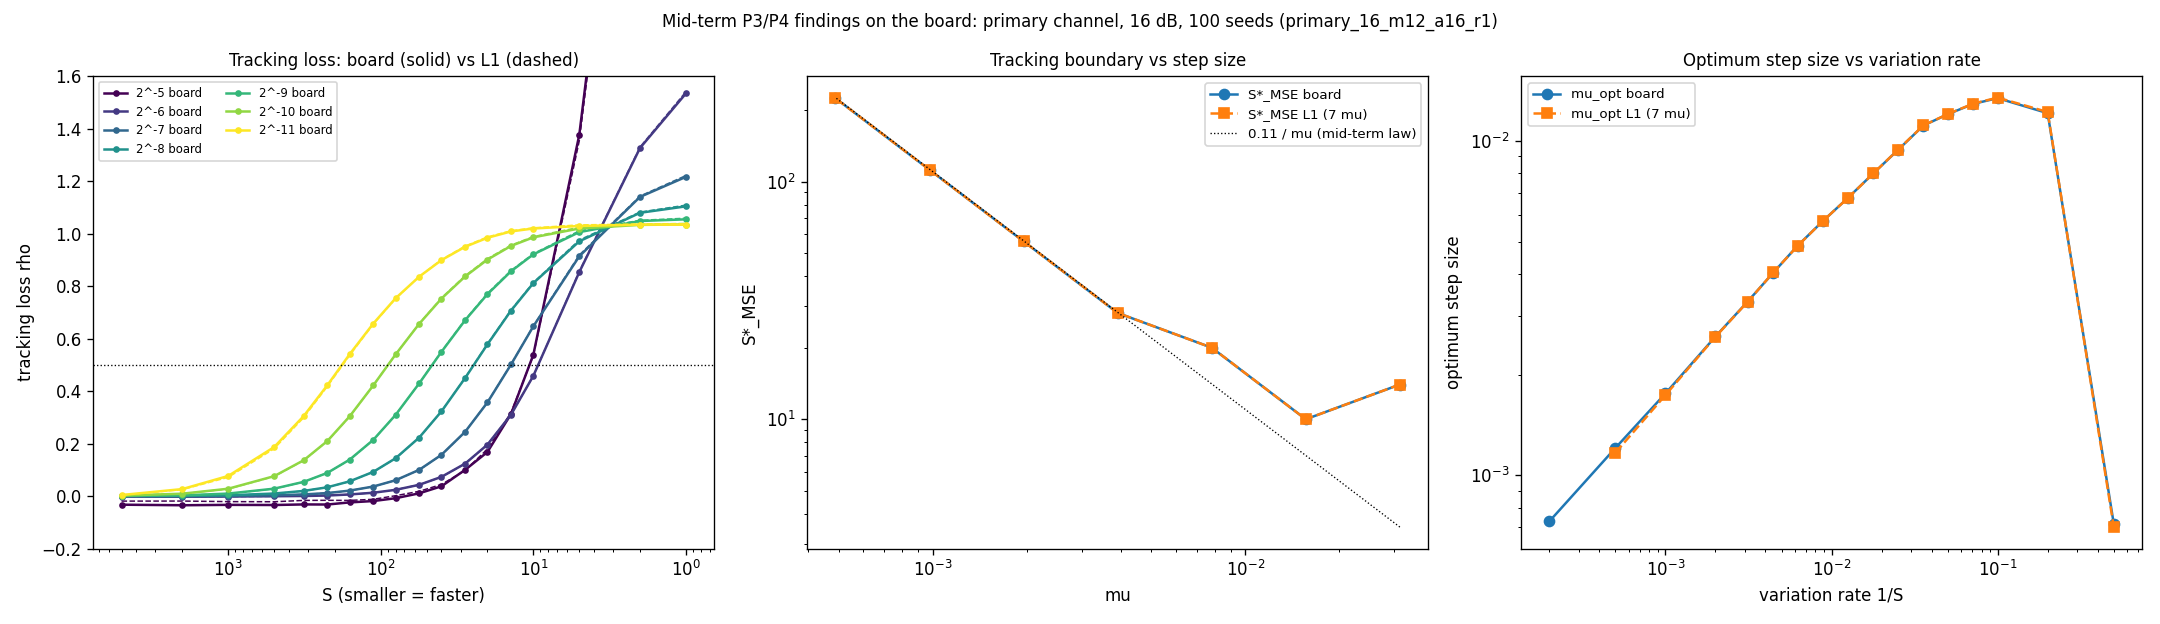 Mid-term P3/P4 findings on the board: primary channel, 16 dB, 100 seeds (primary_16_m12_a16_r1)
Tracking loss: board (solid) vs L1 (dashed)
2^-5 board
2^-6 board
2^-7 board
2^-8 board
2^-9 board
2^-10 board
2^-11 board
tracking loss rho
1.6
1.4
1.2
1.0
0.8
0.6
0.4
0.2
0.0
−0.2
10^3
10^2
10^1
10^0
S (smaller = faster)
Tracking boundary vs step size
S*_MSE board
S*_MSE L1 (7 mu)
0.11 / mu (mid-term law)
S*_MSE
10^2
10^1
10^-3
10^-2
mu
Optimum step size vs variation rate
mu_opt board
mu_opt L1 (7 mu)
optimum step size
10^-2
10^-3
10^-3
10^-2
10^-1
variation rate 1/S